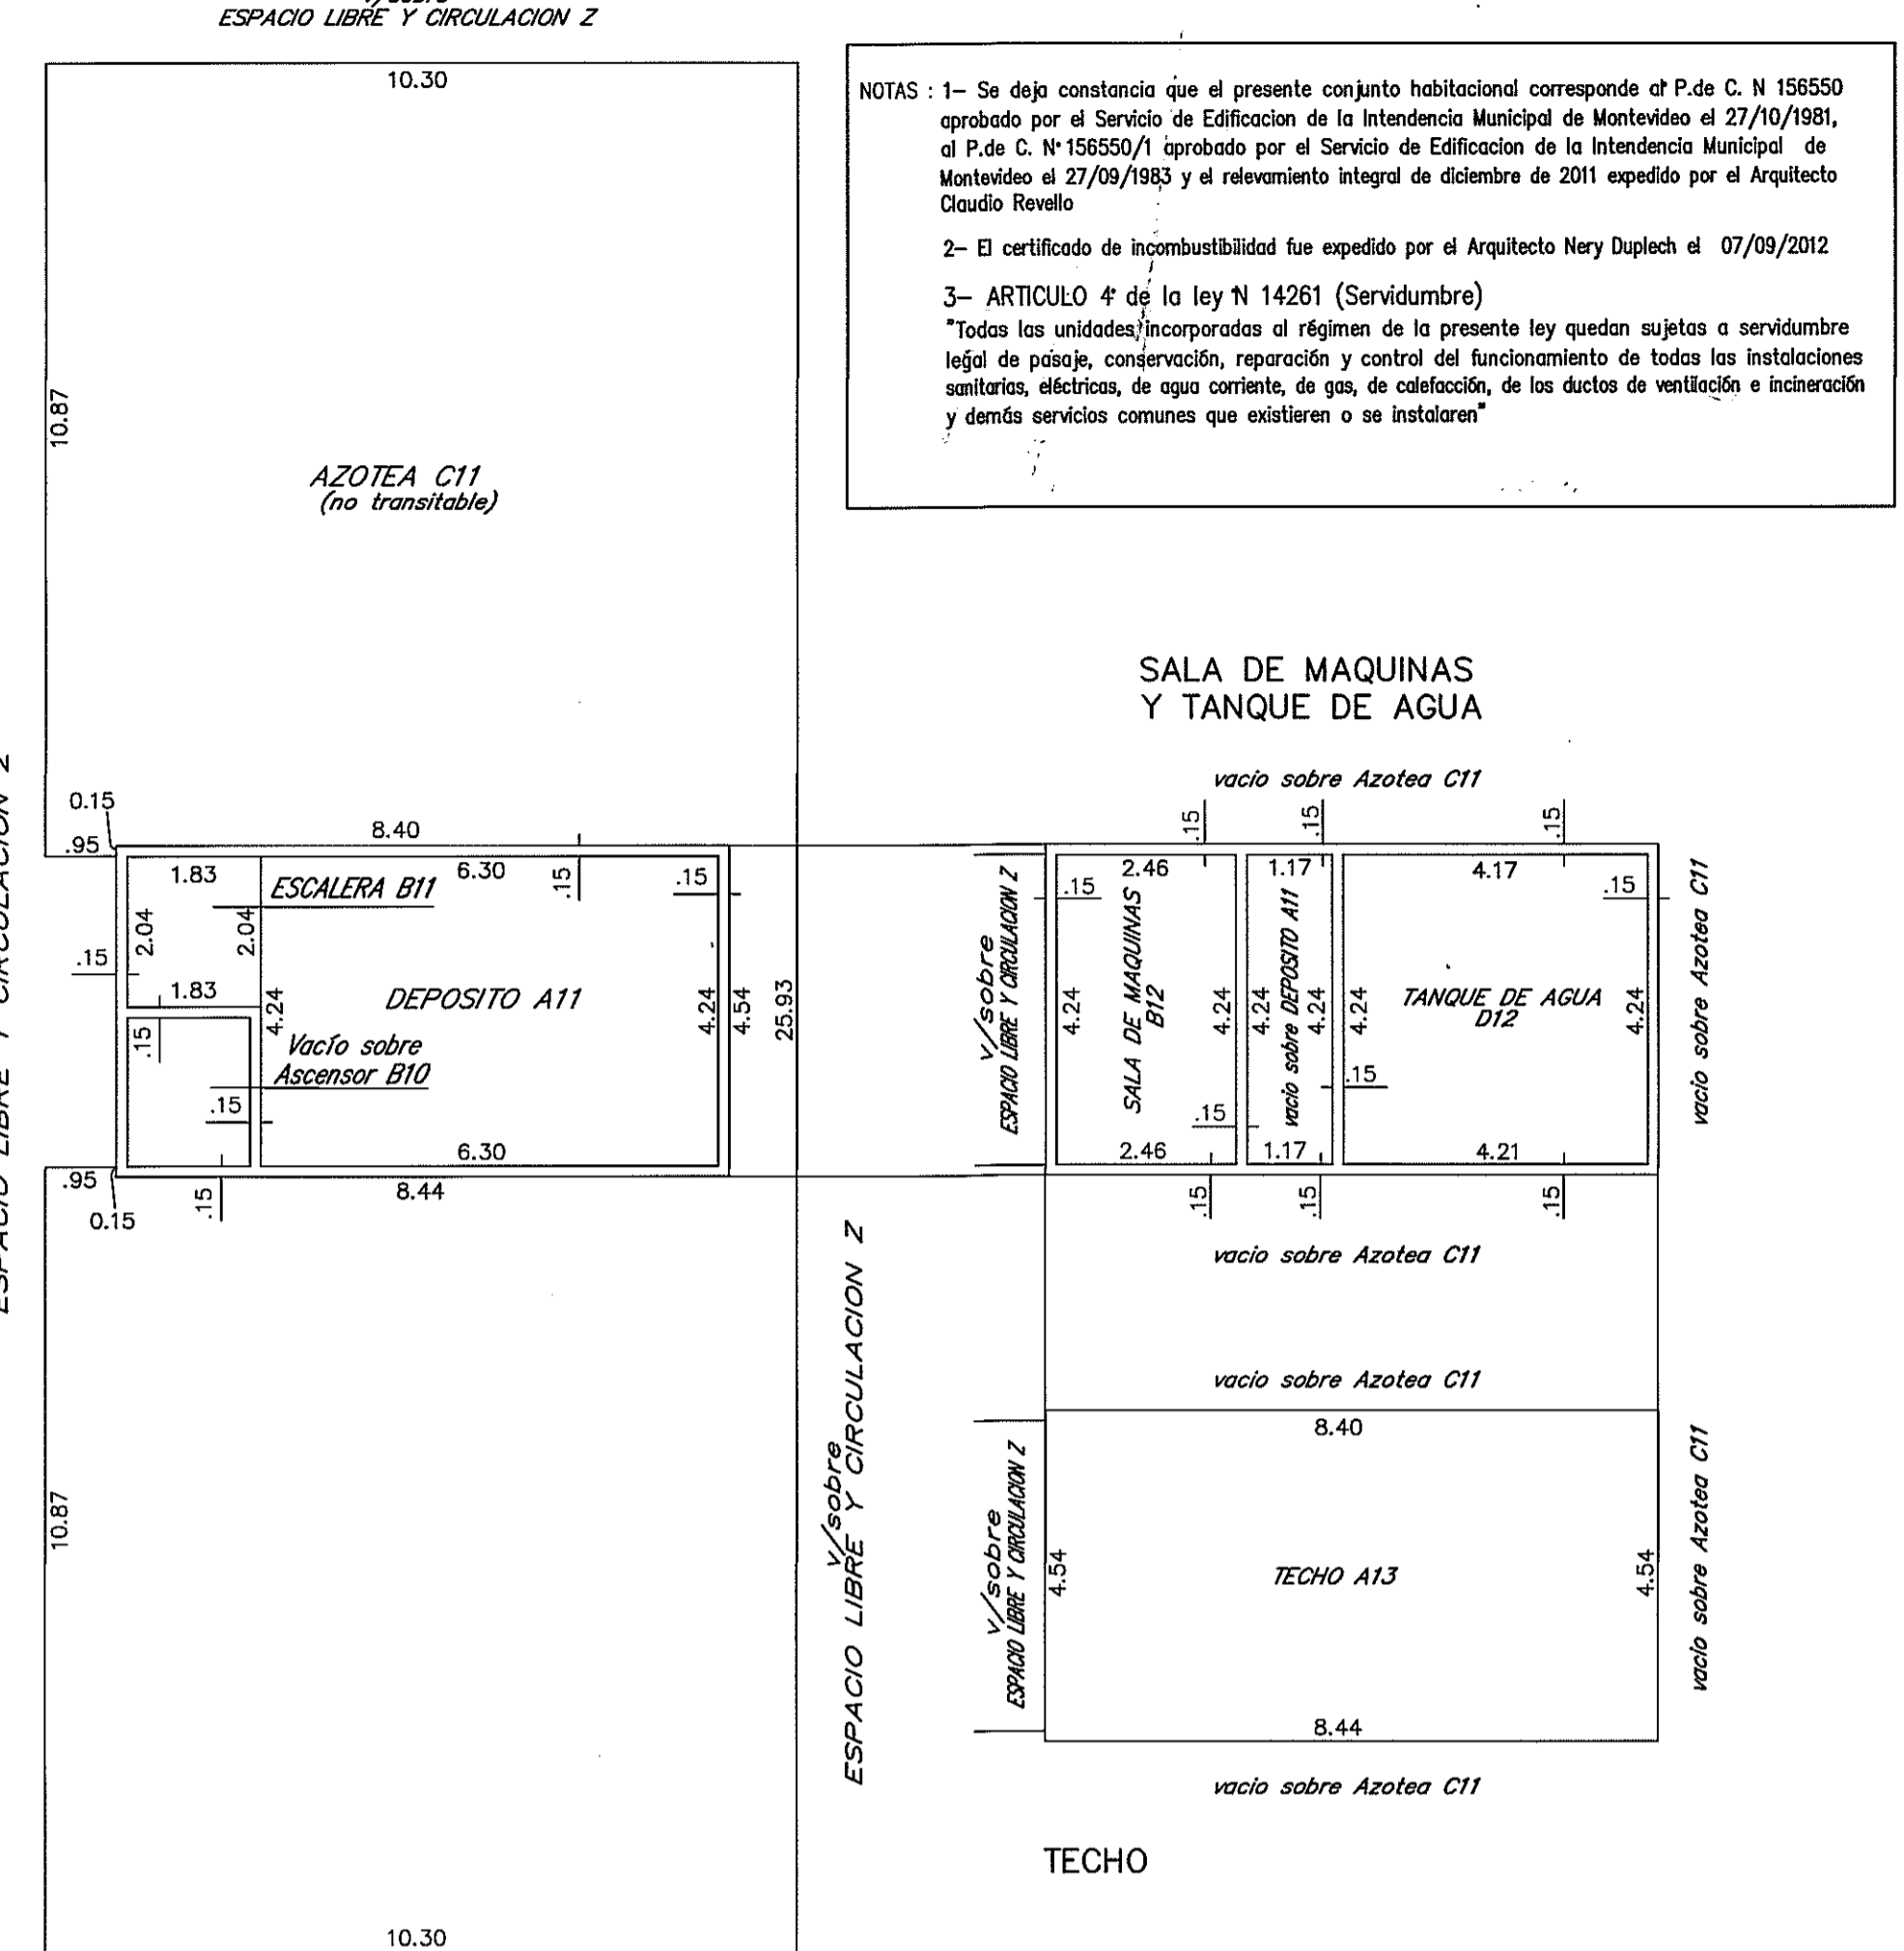 ESPACIO LIBRE Y CIRCULACION Z
10.30
10.87
AZOTEA C11
(no transitable)
NOTAS : 1- Se deja constancia que el presente conjunto habitacional corresponde al P.de C. N 156550
aprobado por el Servicio de Edificacion de la Intendencia Municipal de Montevideo el 27/10/1981,
al P.de C. N° 156550/1 aprobado por el Servicio de Edificacion de la Intendencia Municipal de
Montevideo el 27/09/1983 y el relevamiento integral de diciembre de 2011 expedido por el Arquitecto
Claudio Revello
2- El certificado de incombustibilidad fue expedido por el Arquitecto Nery Duplech el 07/09/2012
3- ARTICULO 4° de la ley N 14261 (Servidumbre)
"Todas las unidades incorporadas al régimen de la presente ley quedan sujetas a servidumbre
legal de pasaje, conservación, reparación y control del funcionamiento de todas las instalaciones
sanitarias, eléctricas, de agua corriente, de gas, de calefacción, de los ductos de ventilación e incineración
y demás servicios comunes que existieren o se instalaren"
0.15
.95
8.40
1.83
ESCALERA B11
6.30
.15
.15
2.04
2.04
.15
1.83
4.24
DEPOSITO A11
4.24
4.54
25.93
.15
Vacío sobre
Ascensor B10
.15
6.30
.95
0.15
.15
8.44
ESPACIO LIBRE Y CIRCULACION Z
v/sobre
ESPACIO LIBRE Y CIRCULACION Z
10.87
10.30
SALA DE MAQUINAS
Y TANQUE DE AGUA
vacio sobre Azotea C11
.15
.15
.15
v/sobre
ESPACIO LIBRE Y CIRCULACION Z
.15
2.46
1.17
4.17
.15
4.24
SALA DE MAQUINAS
B12
4.24
4.24
vacio sobre DEPOSITO A11
4.24
4.24
TANQUE DE AGUA
D12
4.24
.15
.15
2.46
1.17
4.21
vacio sobre Azotea C11
.15
.15
.15
vacio sobre Azotea C11
vacio sobre Azotea C11
8.40
v/sobre
ESPACIO LIBRE Y CIRCULACION Z
4.54
TECHO A13
4.54
vacio sobre Azotea C11
8.44
vacio sobre Azotea C11
TECHO